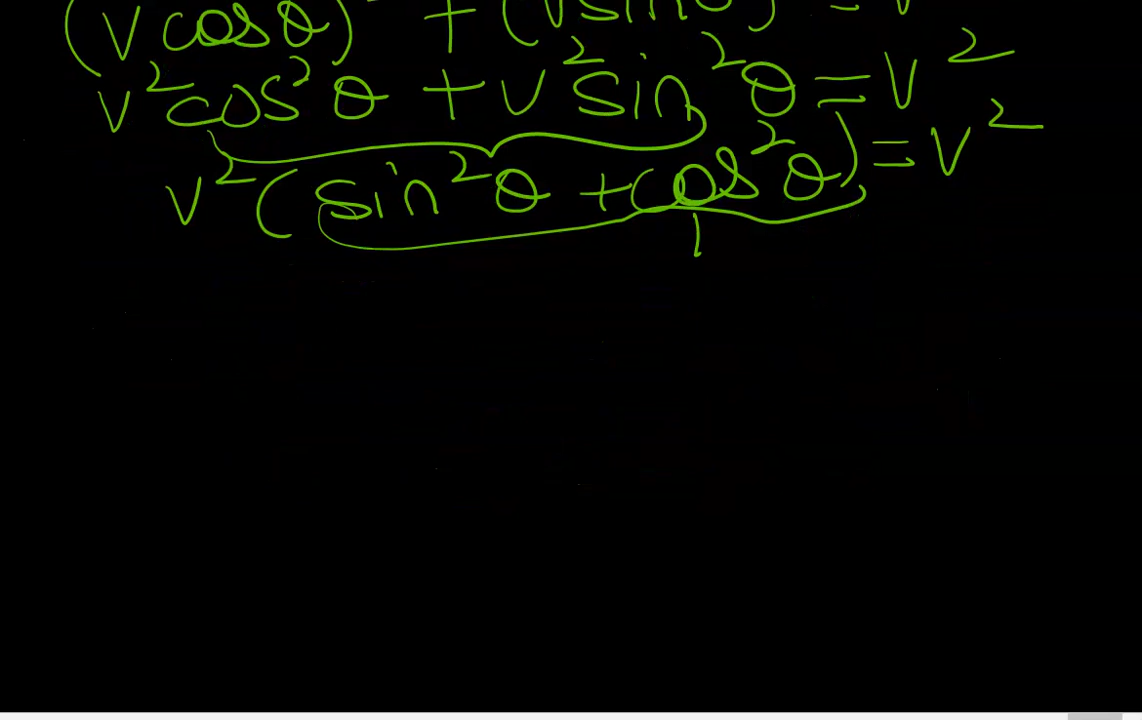 (vcosθ)² + (vsinθ)² = v²
v²cos²θ + v²sin²θ = v²
v²(sin²θ + cos²θ) = v²
1